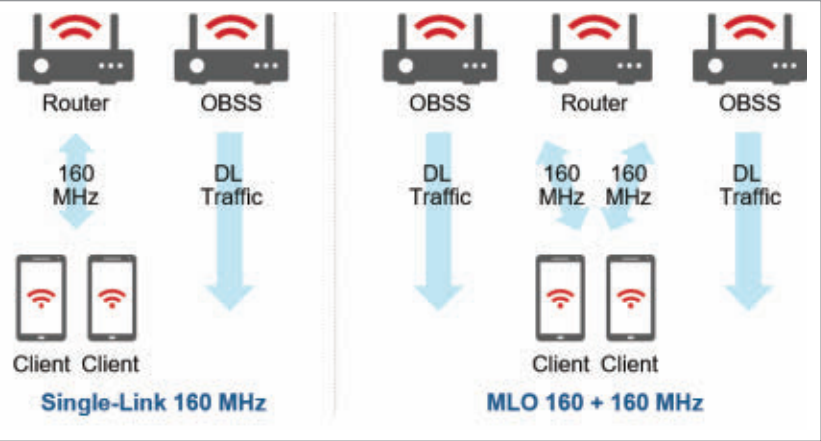 Router
OBSS
160
MHz
DL
Traffic
Client
Client
Single-Link 160 MHz
OBSS
Router
OBSS
DL
Traffic
160
MHz
160
MHz
DL
Traffic
Client
Client
MLO 160 + 160 MHz